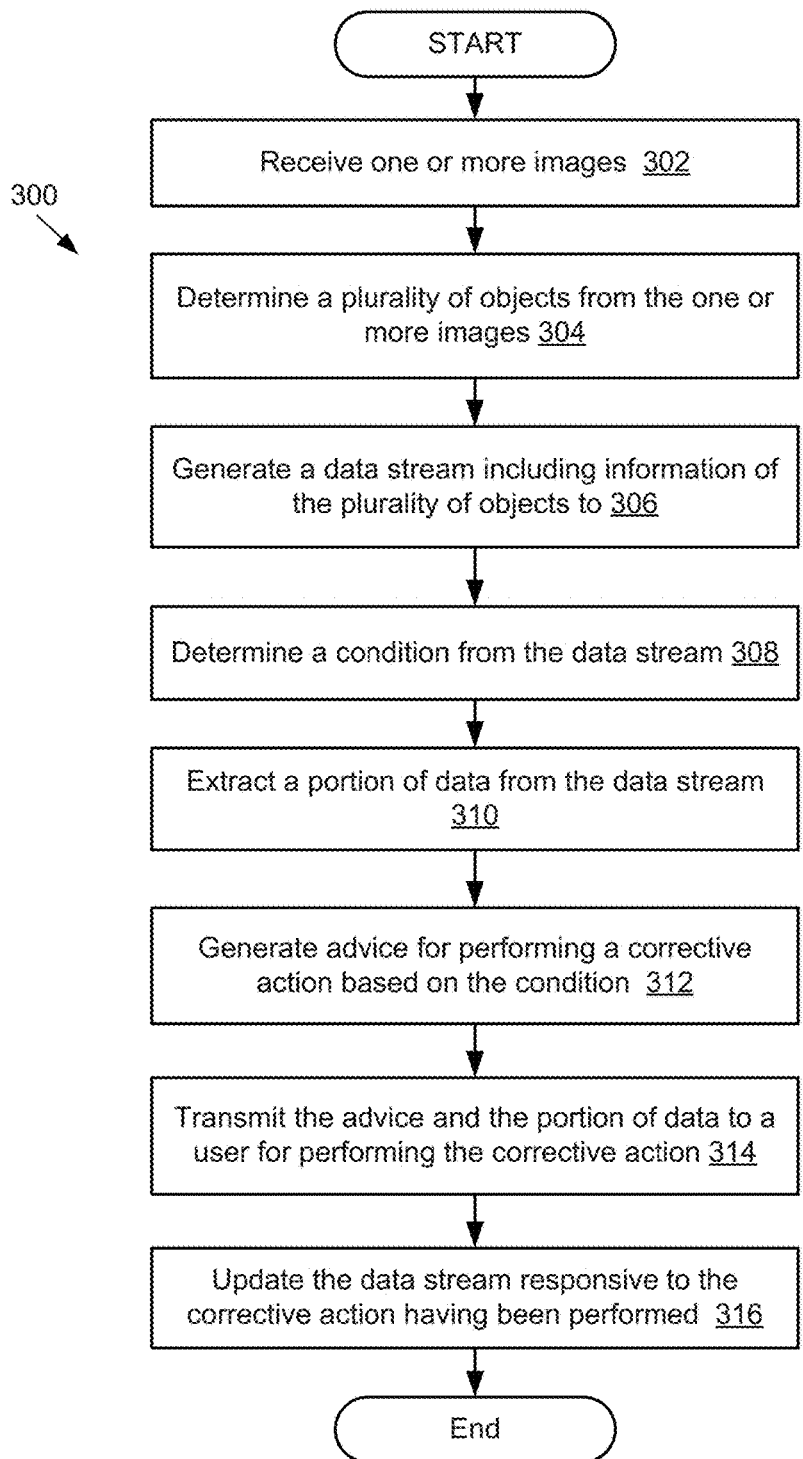 START
300
Receive one or more images 302
Determine a plurality of objects from the one or
more images 304
Generate a data stream including information of
the plurality of objects to 306
Determine a condition from the data stream 308
Extract a portion of data from the data stream
310
Generate advice for performing a corrective
action based on the condition 312
Transmit the advice and the portion of data to a
user for performing the corrective action 314
Update the data stream responsive to the
corrective action having been performed 316
End